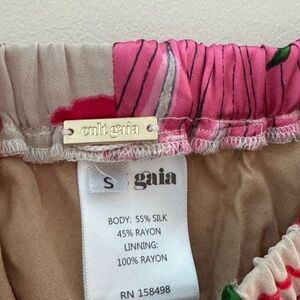 cult gaia
S
gaia
BODY: 55% SILK
45% RAYON
LINNING:
100% RAYON
RN 158498